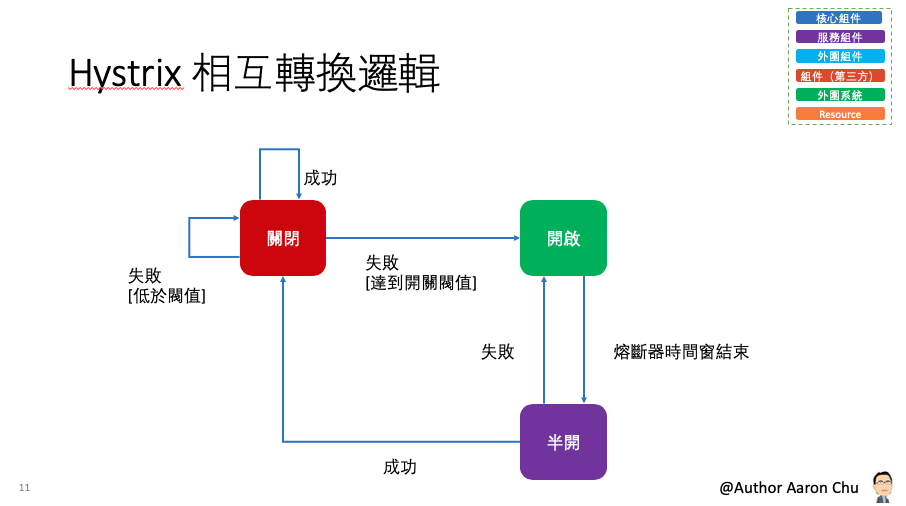 Hystrix 相互轉換邏輯
核心組件
服務組件
外圍組件
組件（第三方）
外圍系統
Resource
成功
關閉
開啟
失敗
[低於閥值]
失敗
[達到開關閥值]
失敗
熔斷器時間窗結束
半開
成功
11
@Author Aaron Chu